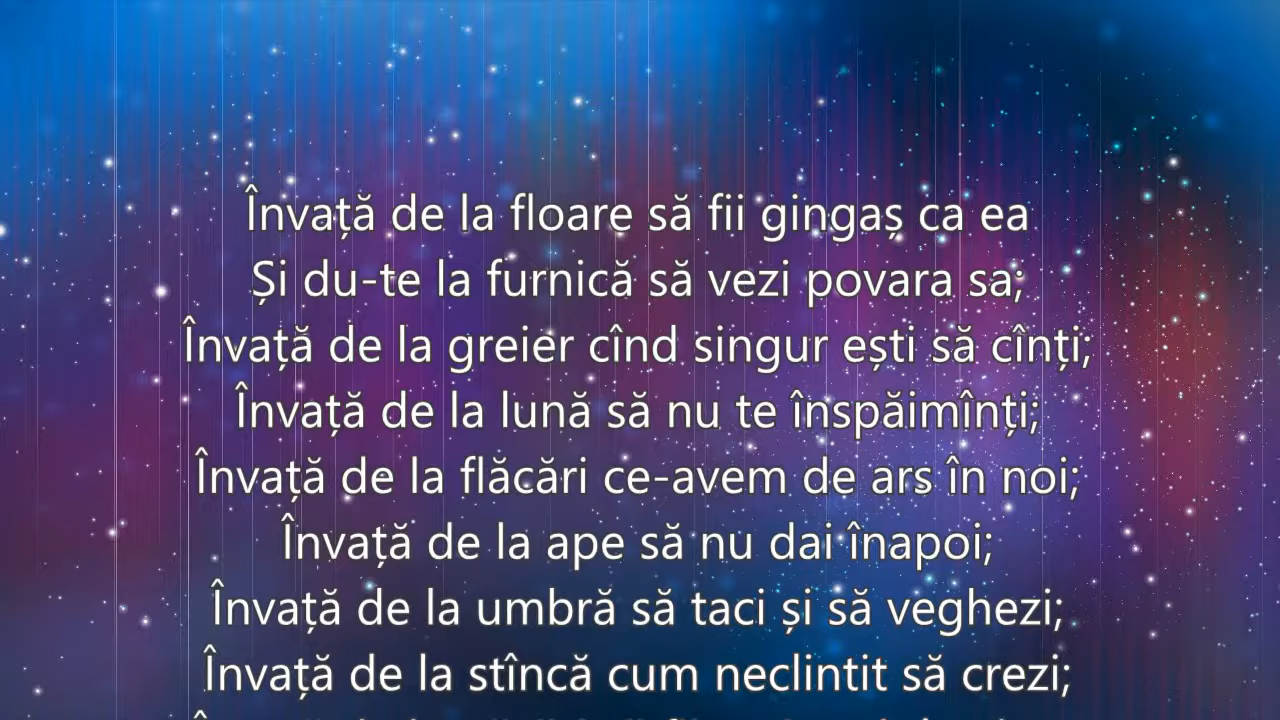 Învață de la floare să fii gingaș ca ea
Și du-te la furnică să vezi povara sa;
Învață de la greier cînd singur ești să cînți;
Învață de la lună să nu te înspăimînți;
Învață de la flăcări ce-avem de ars în noi;
Învață de la ape să nu dai înapoi;
Învață de la umbră să taci și să veghezi;
Învață de la stîncă cum neclintit să crezi;